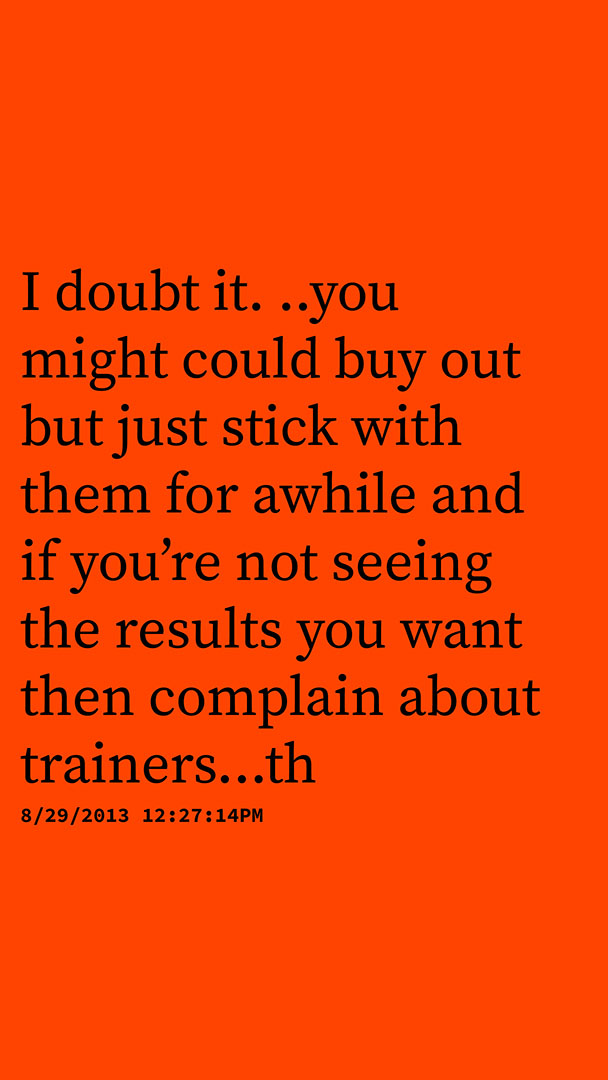 I doubt it. ..you
might could buy out
but just stick with
them for awhile and
if you’re not seeing
the results you want
then complain about
trainers...th
8/29/2013 12:27:14PM